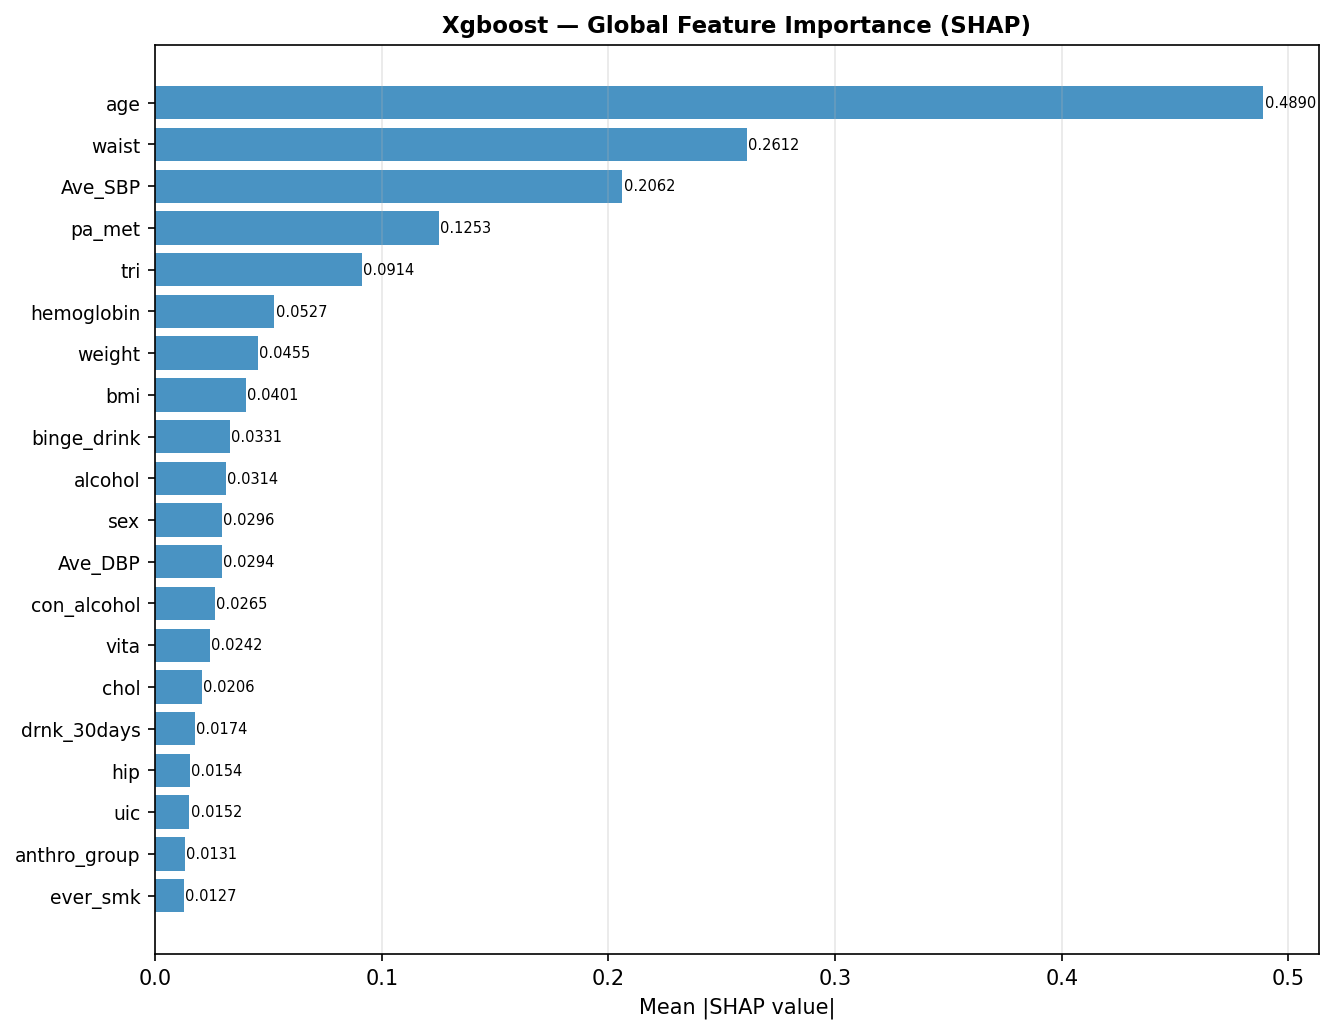 Xgboost — Global Feature Importance (SHAP)
age 0.4890
waist 0.2612
Ave_SBP 0.2062
pa_met 0.1253
tri 0.0914
hemoglobin 0.0527
weight 0.0455
bmi 0.0401
binge_drink 0.0331
alcohol 0.0314
sex 0.0296
Ave_DBP 0.0294
con_alcohol 0.0265
vita 0.0242
chol 0.0206
drnk_30days 0.0174
hip 0.0154
uic 0.0152
anthro_group 0.0131
ever_smk 0.0127
0.0 0.1 0.2 0.3 0.4 0.5
Mean |SHAP value|